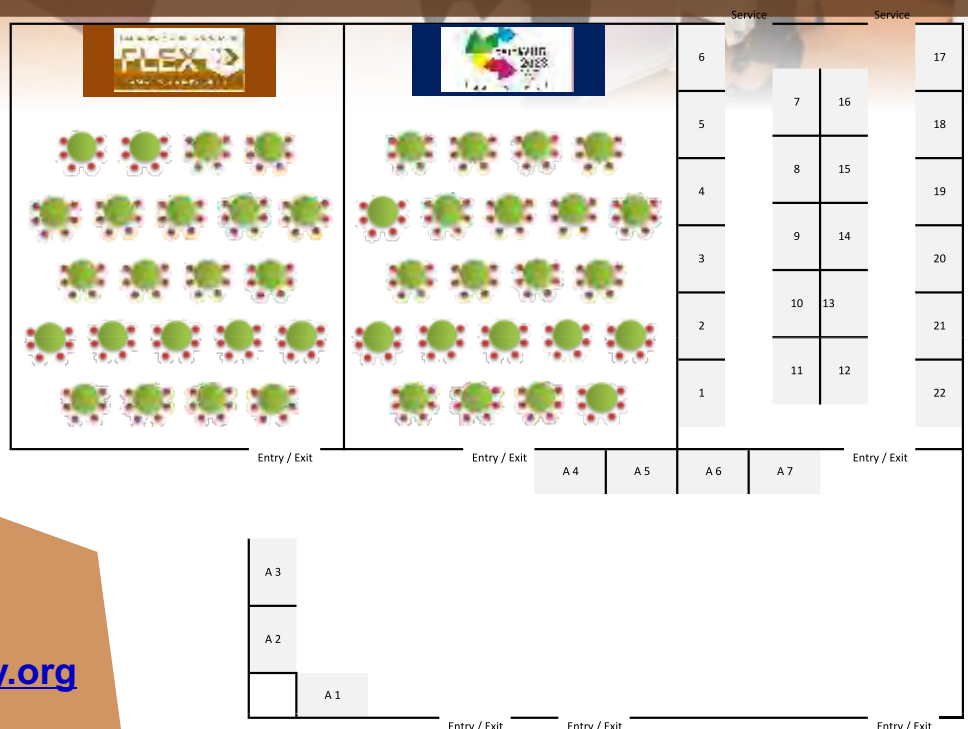 Service
Service
FLEX
2023
6
5
4
3
2
1
7
16
8
15
9
14
10
13
11
12
17
18
19
20
21
22
Entry / Exit
Entry / Exit
Entry / Exit
A 4
A 5
A 6
A 7
A 3
A 2
A 1
y.org
Entry / Exit
Entry / Exit
Entry / Exit